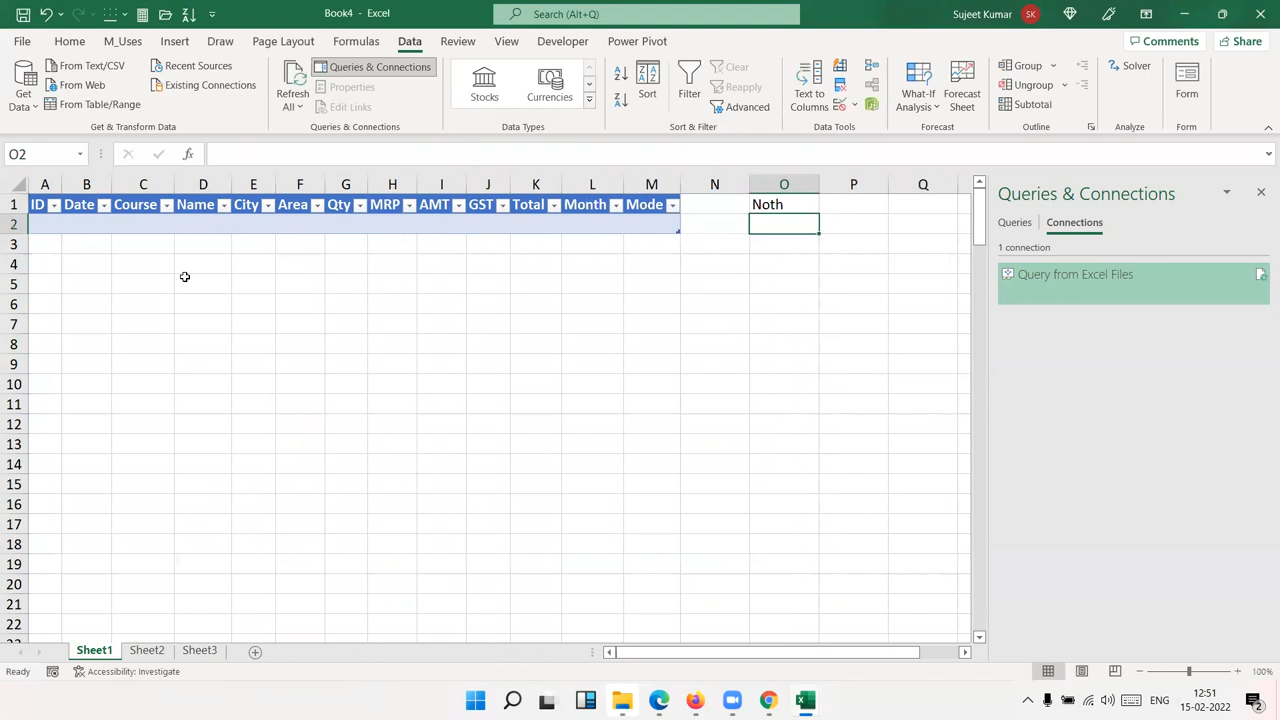 Book4 - Excel
Search (Alt+Q)
Sujeet Kumar
SK
File Home M_Uses Insert Draw Page Layout Formulas Data Review View Developer Power Pivot
Comments Share
Get Data
From Text/CSV
From Web
From Table/Range
Recent Sources
Existing Connections
Get & Transform Data
Refresh All
Queries & Connections
Properties
Edit Links
Queries & Connections
Stocks
Currencies
Data Types
Sort
Filter
Clear
Reapply
Advanced
Sort & Filter
Text to Columns
Data Tools
What-If Analysis
Forecast Sheet
Forecast
Group
Ungroup
Subtotal
Outline
Solver
Analyze
Form
Form
O2
fx
A B C D E F G H I J K L M N O P Q
1 ID Date Course Name City Area Qty MRP AMT GST Total Month Mode Noth
2
3
4
5
6
7
8
9
10
11
12
13
14
15
16
17
18
19
20
21
22
Queries & Connections
Queries Connections
1 connection
Query from Excel Files
Sheet1 Sheet2 Sheet3
Ready
Accessibility: Investigate
100%
ENG
12:51
15-02-2022
2